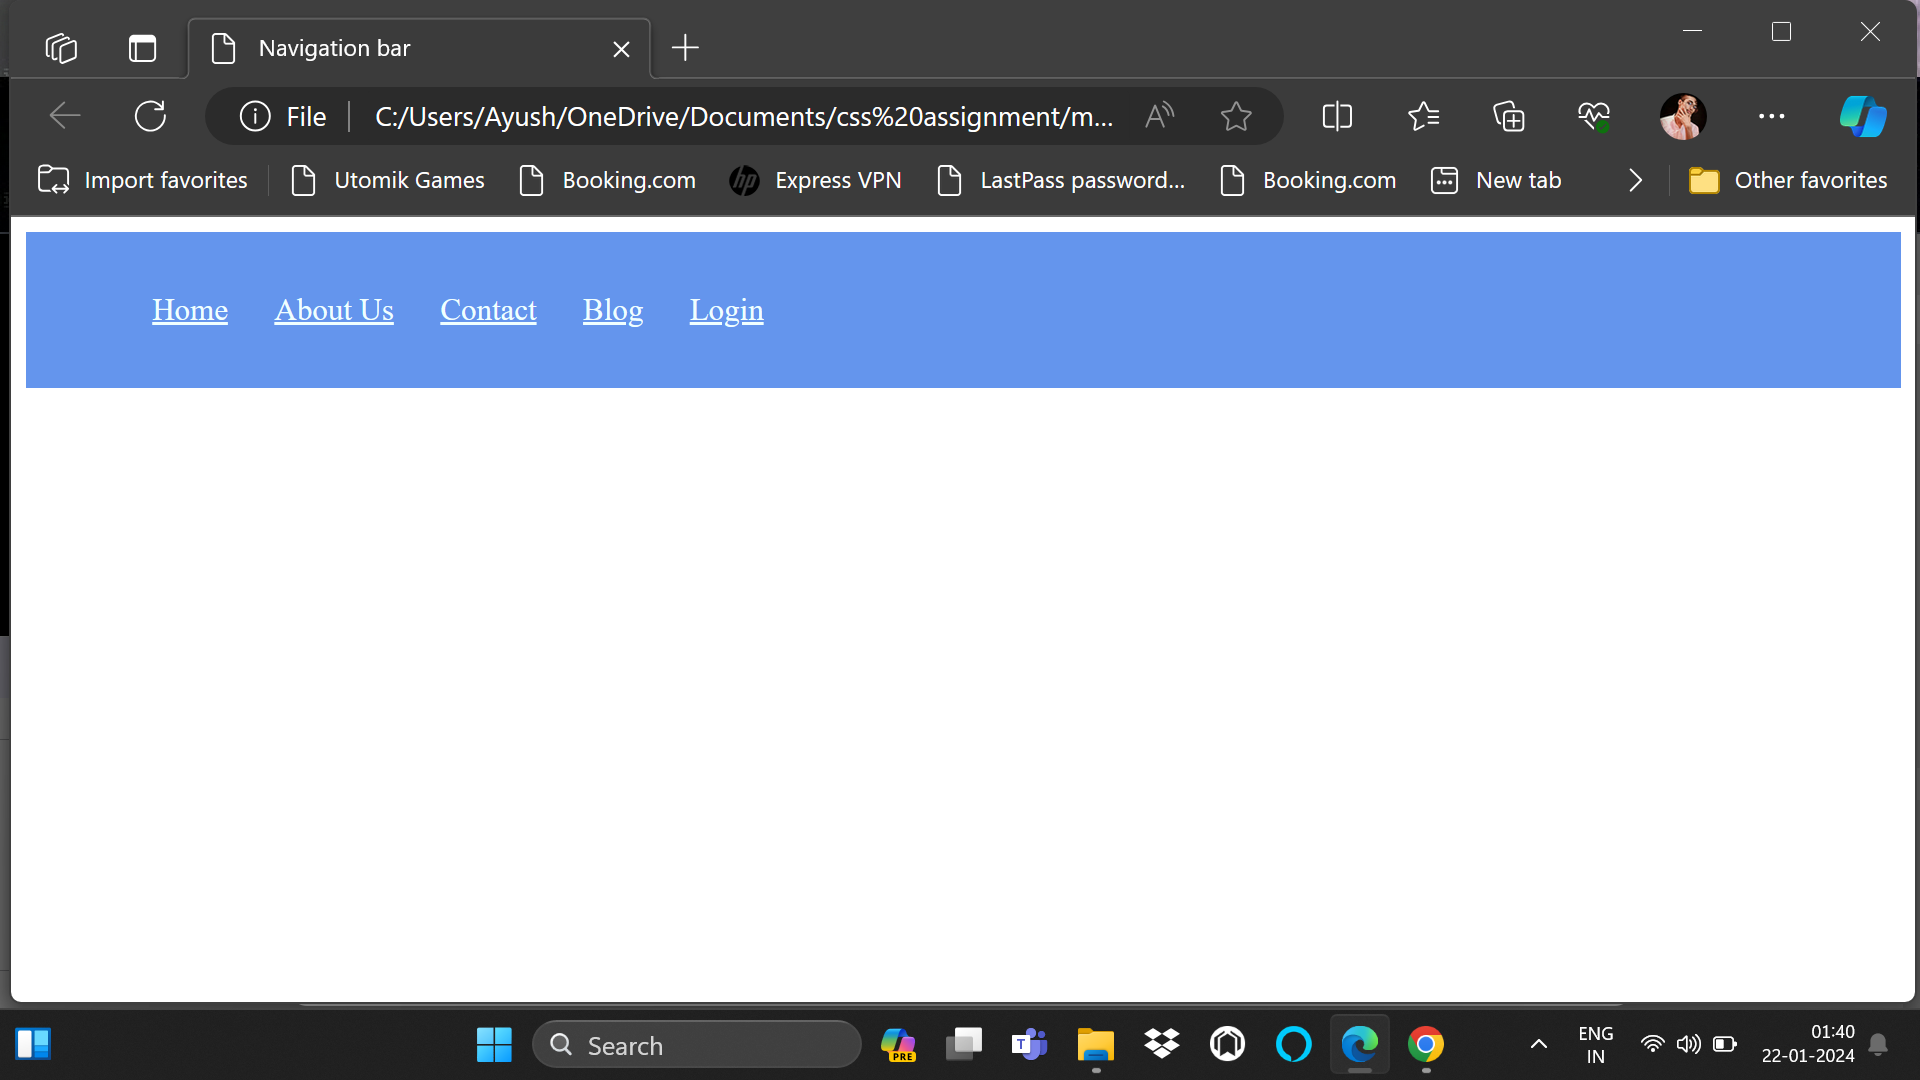 Navigation bar
File
C:/Users/Ayush/OneDrive/Documents/css%20assignment/m...
Import favorites
Utomik Games
Booking.com
Express VPN
LastPass password...
Booking.com
New tab
Other favorites
Home About Us Contact Blog Login
Search
PRE
T
ENG
IN
01:40
22-01-2024